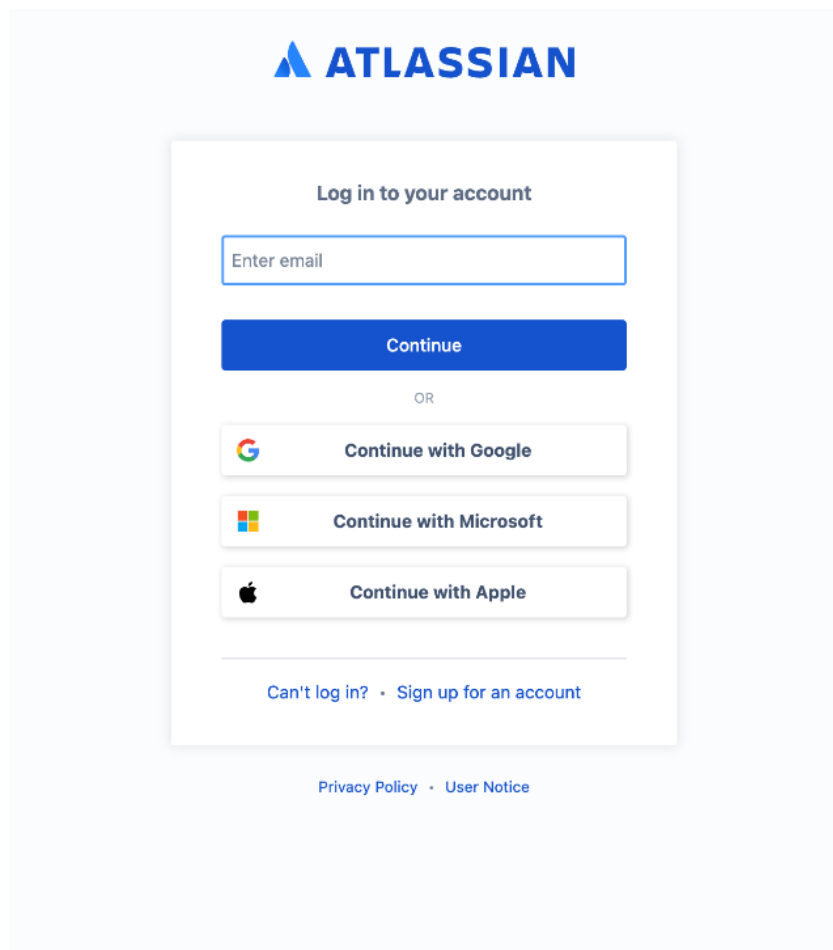 ATLASSIAN
Log in to your account
Enter email
Continue
OR
Continue with Google
Continue with Microsoft
Continue with Apple
Can't log in? • Sign up for an account
Privacy Policy • User Notice